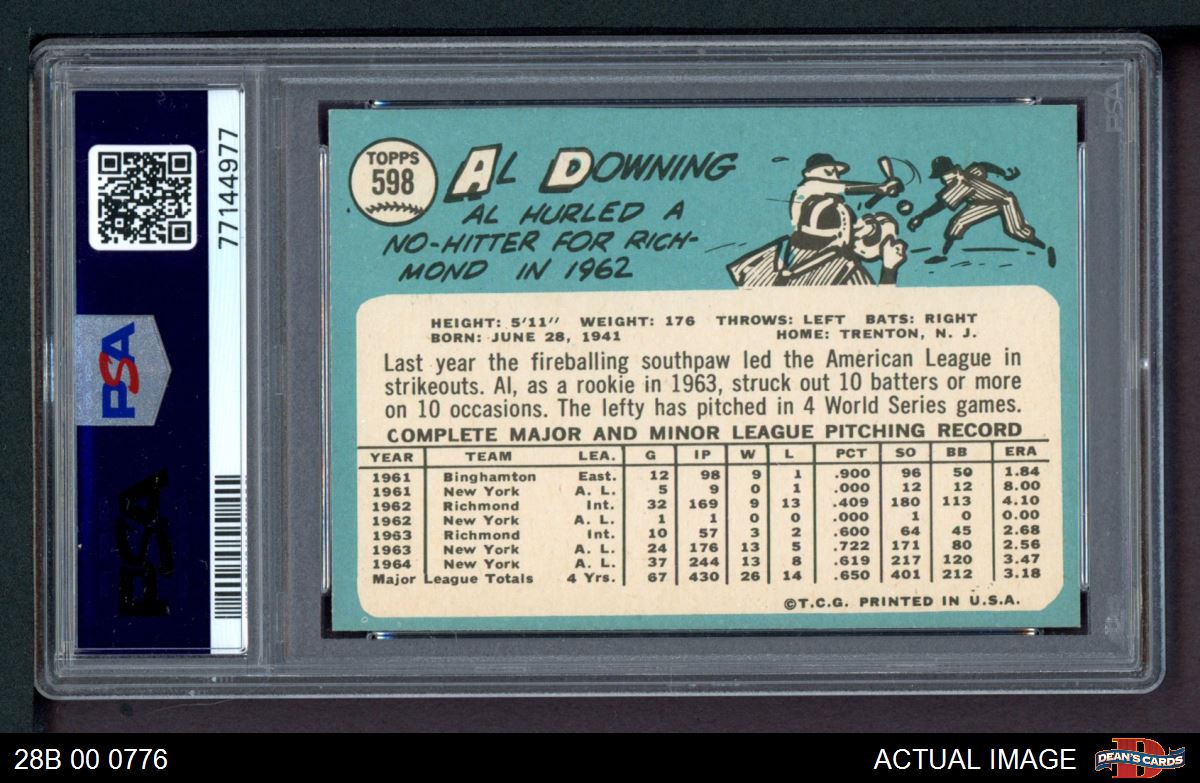 PSA
77144977
PSA
PSA
TOPPS
598
AL DOWNING
AL HURLED A
NO-HITTER FOR RICH-
MOND IN 1962
HEIGHT: 5'11" WEIGHT: 176 THROWS: LEFT BATS: RIGHT
BORN: JUNE 28, 1941 HOME: TRENTON, N. J.
Last year the fireballing southpaw led the American League in
strikeouts. Al, as a rookie in 1963, struck out 10 batters or more
on 10 occasions. The lefty has pitched in 4 World Series games.
COMPLETE MAJOR AND MINOR LEAGUE PITCHING RECORD
YEAR TEAM LEA. G IP W L PCT SO BB ERA
1961 Binghamton East. 12 98 9 1 .900 96 50 1.84
1961 New York A. L. 5 9 0 1 .000 12 12 8.00
1962 Richmond Int. 32 169 9 13 .409 180 113 4.10
1962 New York A. L. 1 1 0 0 .000 1 0 0.00
1963 Richmond Int. 10 57 3 2 .600 64 45 2.68
1963 New York A. L. 24 176 13 5 .722 171 80 2.56
1964 New York A. L. 37 244 13 8 .619 217 120 3.47
Major League Totals 4 Yrs. 67 430 26 14 .650 401 212 3.18
©T.C.G. PRINTED IN U.S.A.
28B 00 0776
ACTUAL IMAGE
DEAN'S CARDS